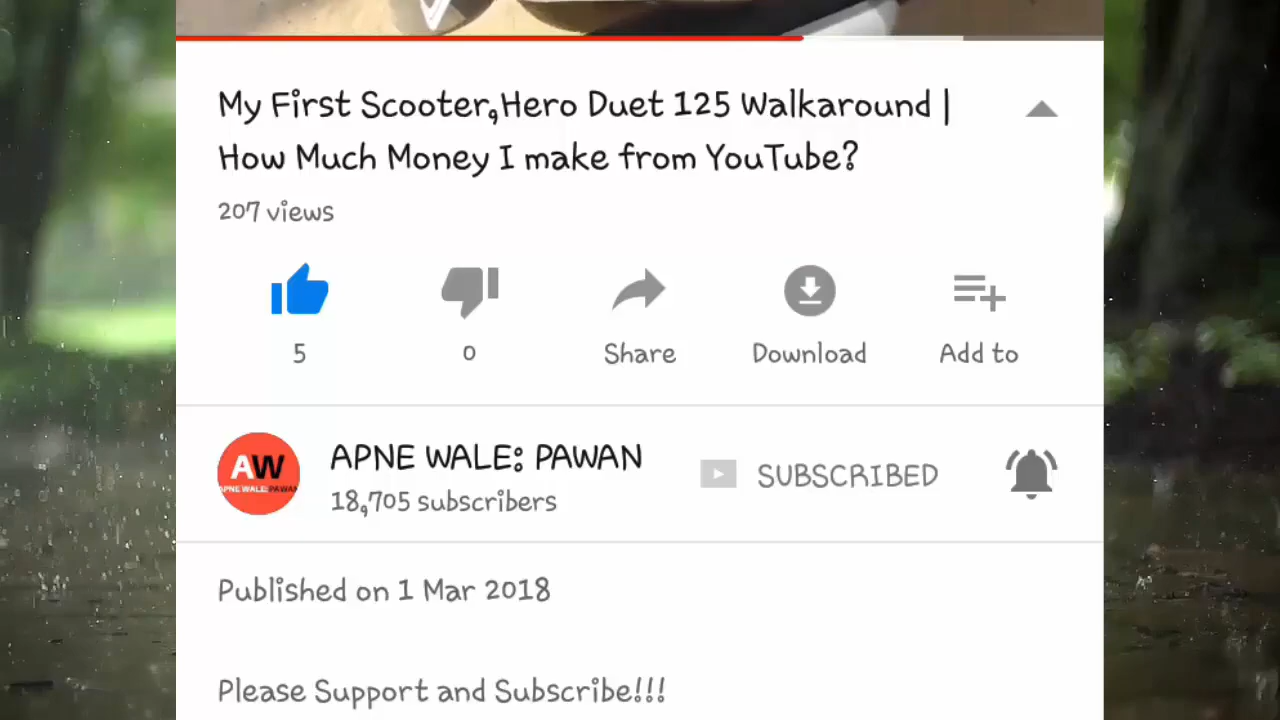 My First Scooter,Hero Duet 125 Walkaround |
How Much Money I make from YouTube?
207 views
5
0
Share
Download
Add to
AW
APNE WALE:PAWAN
APNE WALE: PAWAN
18,705 subscribers
SUBSCRIBED
Published on 1 Mar 2018
Please Support and Subscribe!!!